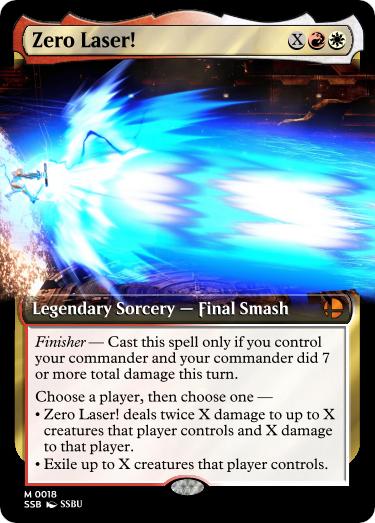 Zero Laser! X
Legendary Sorcery — Final Smash
Finisher — Cast this spell only if you control
your commander and your commander did 7
or more total damage this turn.
Choose a player, then choose one —
• Zero Laser! deals twice X damage to up to X
creatures that player controls and X damage
to that player.
• Exile up to X creatures that player controls.
M 0018
SSB SSBU